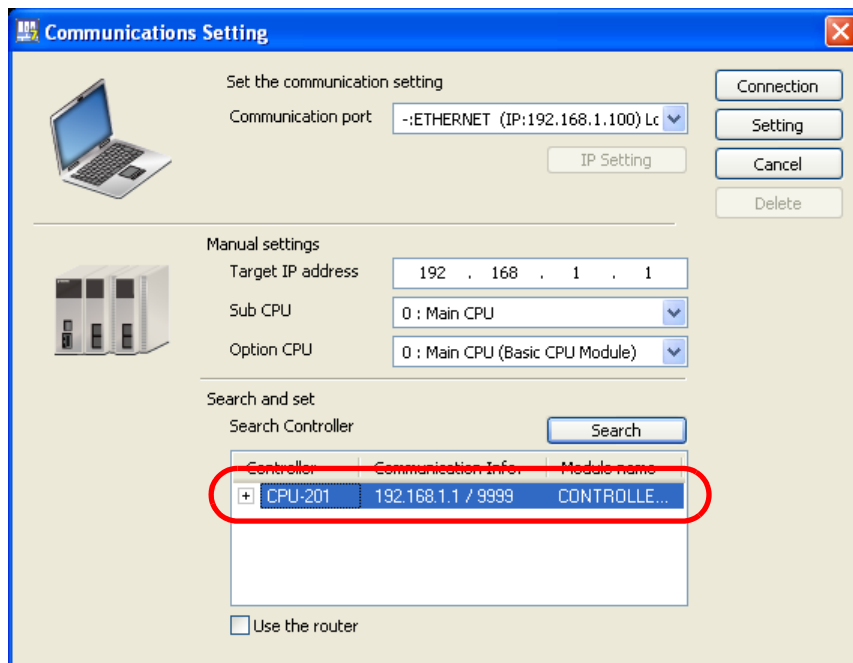 Communications Setting
Set the communication setting
Connection
Communication port -:ETHERNET (IP:192.168.1.100) Lc
Setting
IP Setting
Cancel
Delete
Manual settings
Target IP address 192 . 168 . 1 . 1
Sub CPU 0 : Main CPU
Option CPU 0 : Main CPU (Basic CPU Module)
Search and set
Search Controller Search
Controller Communication Info. Module name
CPU-201 192.168.1.1 / 9999 CONTROLLE...
Use the router